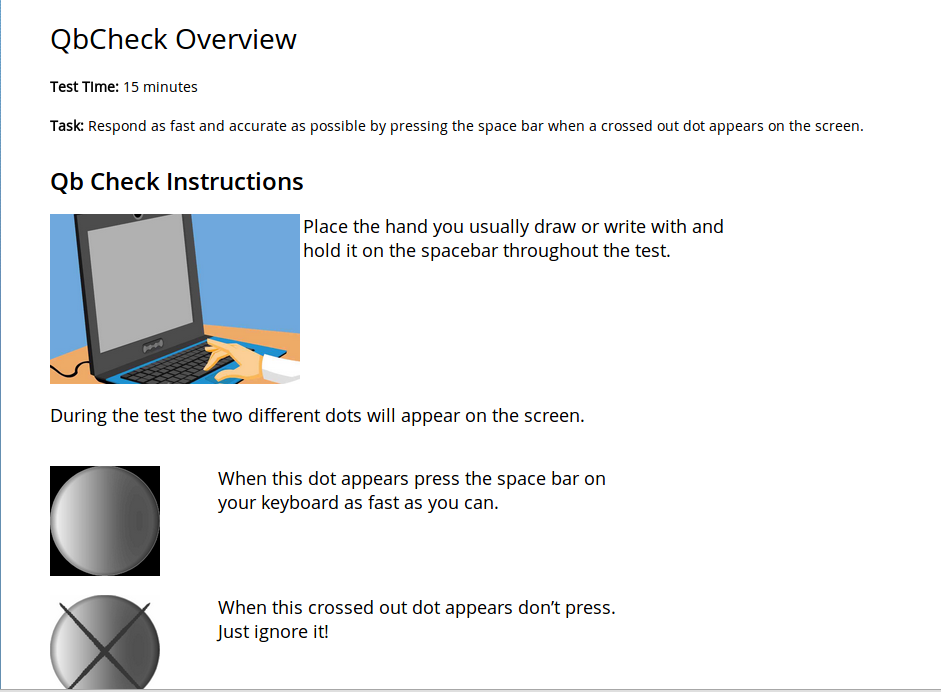 QbCheck Overview
Test TIme: 15 minutes
Task: Respond as fast and accurate as possible by pressing the space bar when a crossed out dot appears on the screen.
Qb Check Instructions
Place the hand you usually draw or write with and
hold it on the spacebar throughout the test.
During the test the two different dots will appear on the screen.
When this dot appears press the space bar on
your keyboard as fast as you can.
When this crossed out dot appears don’t press.
Just ignore it!